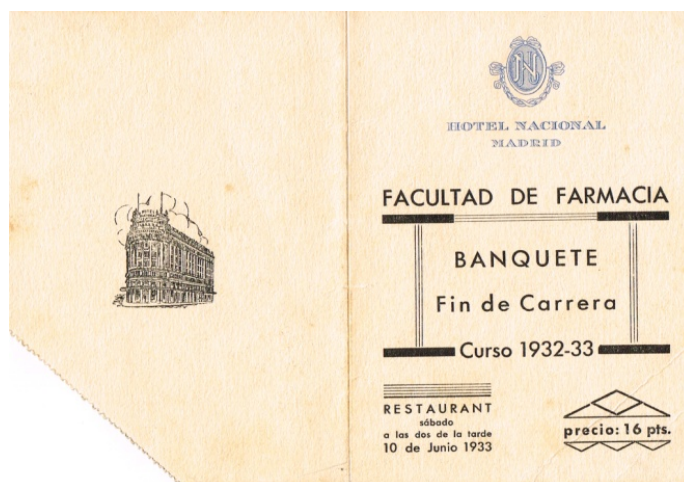 HOTEL NACIONAL
MADRID
FACULTAD DE FARMACIA
BANQUETE
Fin de Carrera
Curso 1932-33
RESTAURANT
sábado
a las dos de la tarde
10 de Junio 1933
precio: 16 pts.